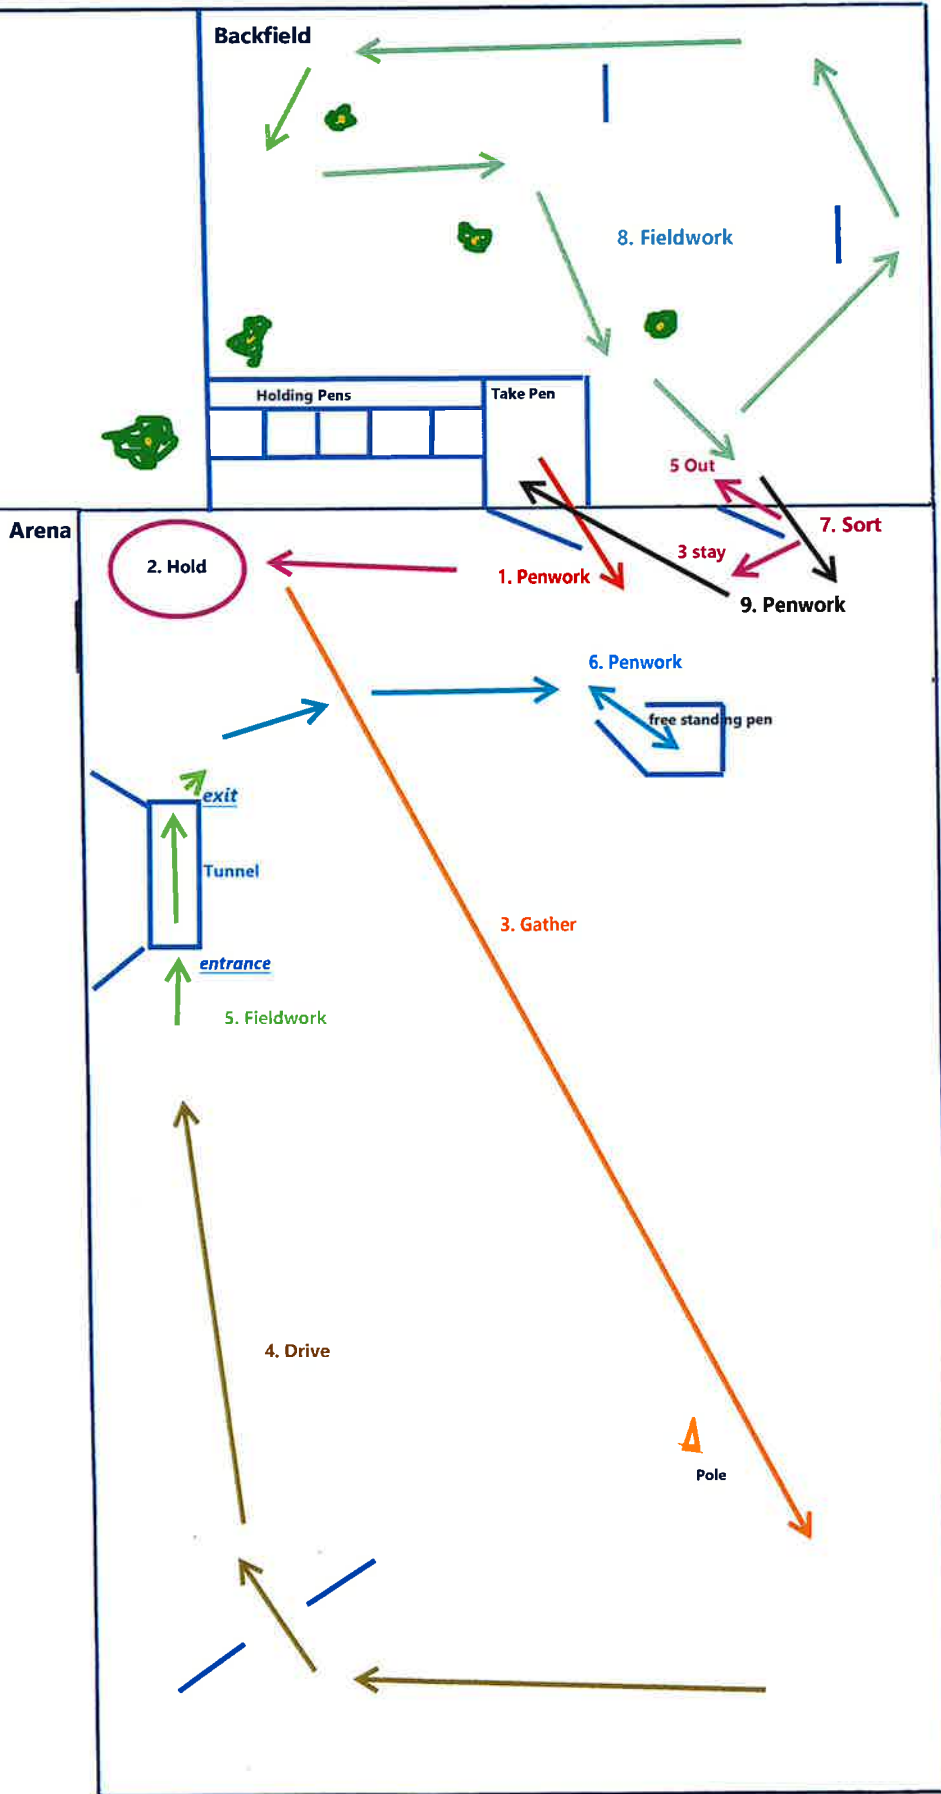 Backfield
8. Fieldwork
Holding Pens
Take Pen
5 Out
7. Sort
Arena
2. Hold
3 stay
1. Penwork
9. Penwork
6. Penwork
free standing pen
exit
Tunnel
3. Gather
entrance
5. Fieldwork
4. Drive
Pole